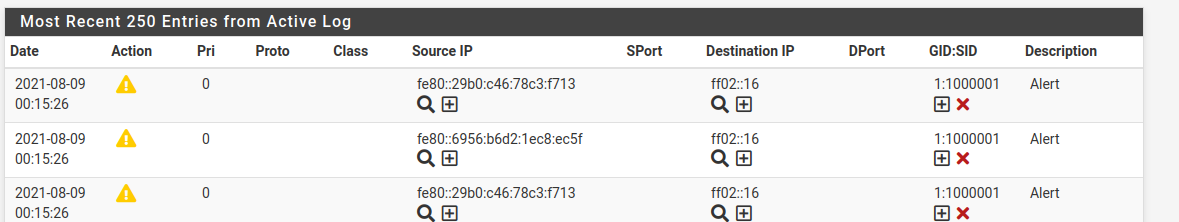 Most Recent 250 Entries from Active Log
Date Action Pri Proto Class Source IP SPort Destination IP DPort GID:SID Description
2021-08-09 0 fe80::29b0:c46:78c3:f713 ff02::16 1:1000001 Alert
00:15:26
2021-08-09 0 fe80::6956:b6d2:1ec8:ec5f ff02::16 1:1000001 Alert
00:15:26
2021-08-09 0 fe80::29b0:c46:78c3:f713 ff02::16 1:1000001 Alert
00:15:26